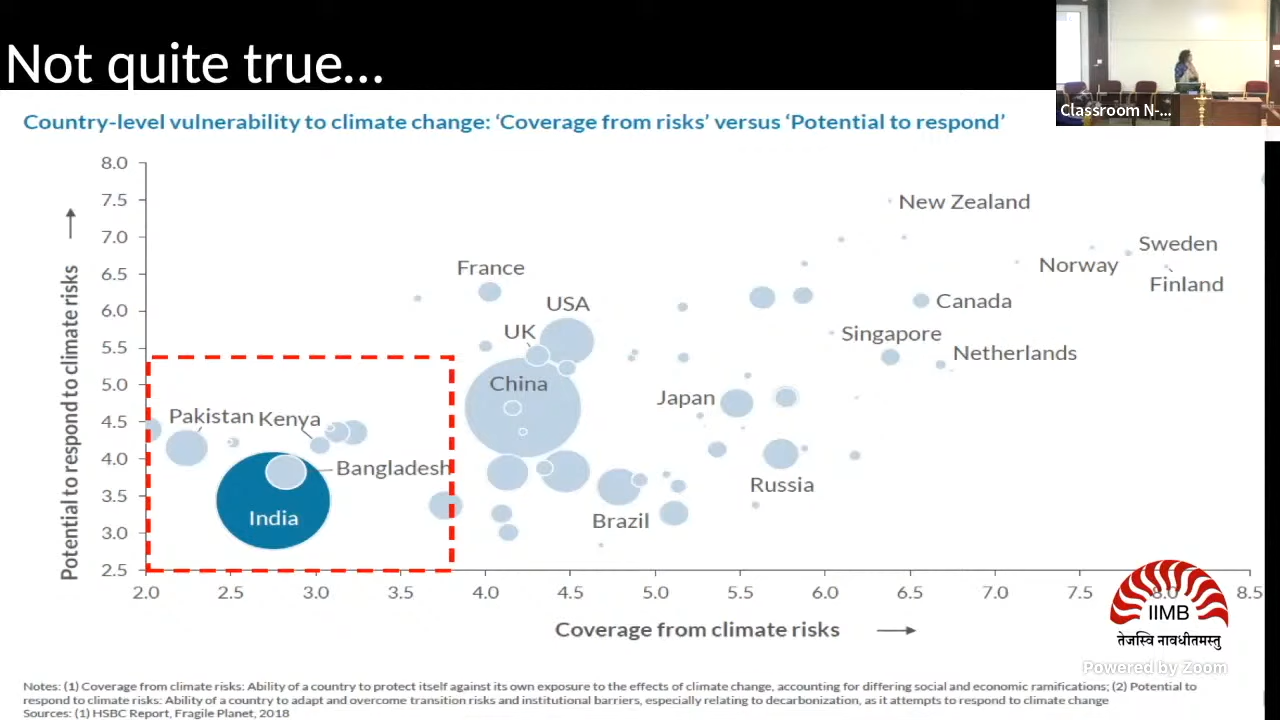 Not quite true...
Classroom N-...
Country-level vulnerability to climate change: ‘Coverage from risks’ versus ‘Potential to respond’
Potential to respond to climate risks
8.0
7.5
7.0
6.5
6.0
5.5
5.0
4.5
4.0
3.5
3.0
2.5
New Zealand
Sweden
Norway
France
Finland
USA
Canada
UK
Singapore
Netherlands
China
Japan
Pakistan
Kenya
Bangladesh
Russia
India
Brazil
2.0 2.5 3.0 3.5 4.0 4.5 5.0 5.5 6.0 6.5 7.0 7.5 8.0 8.5
Coverage from climate risks
IIMB
तेजस्वि नावधीतमस्तु
Powered by Zoom
Notes: (1) Coverage from climate risks: Ability of a country to protect itself against its own exposure to the effects of climate change, accounting for differing social and economic ramifications; (2) Potential to
respond to climate risks: Ability of a country to adapt and overcome transition risks and institutional barriers, especially relating to decarbonization, as it attempts to respond to climate change
Sources: (1) HSBC Report, Fragile Planet, 2018